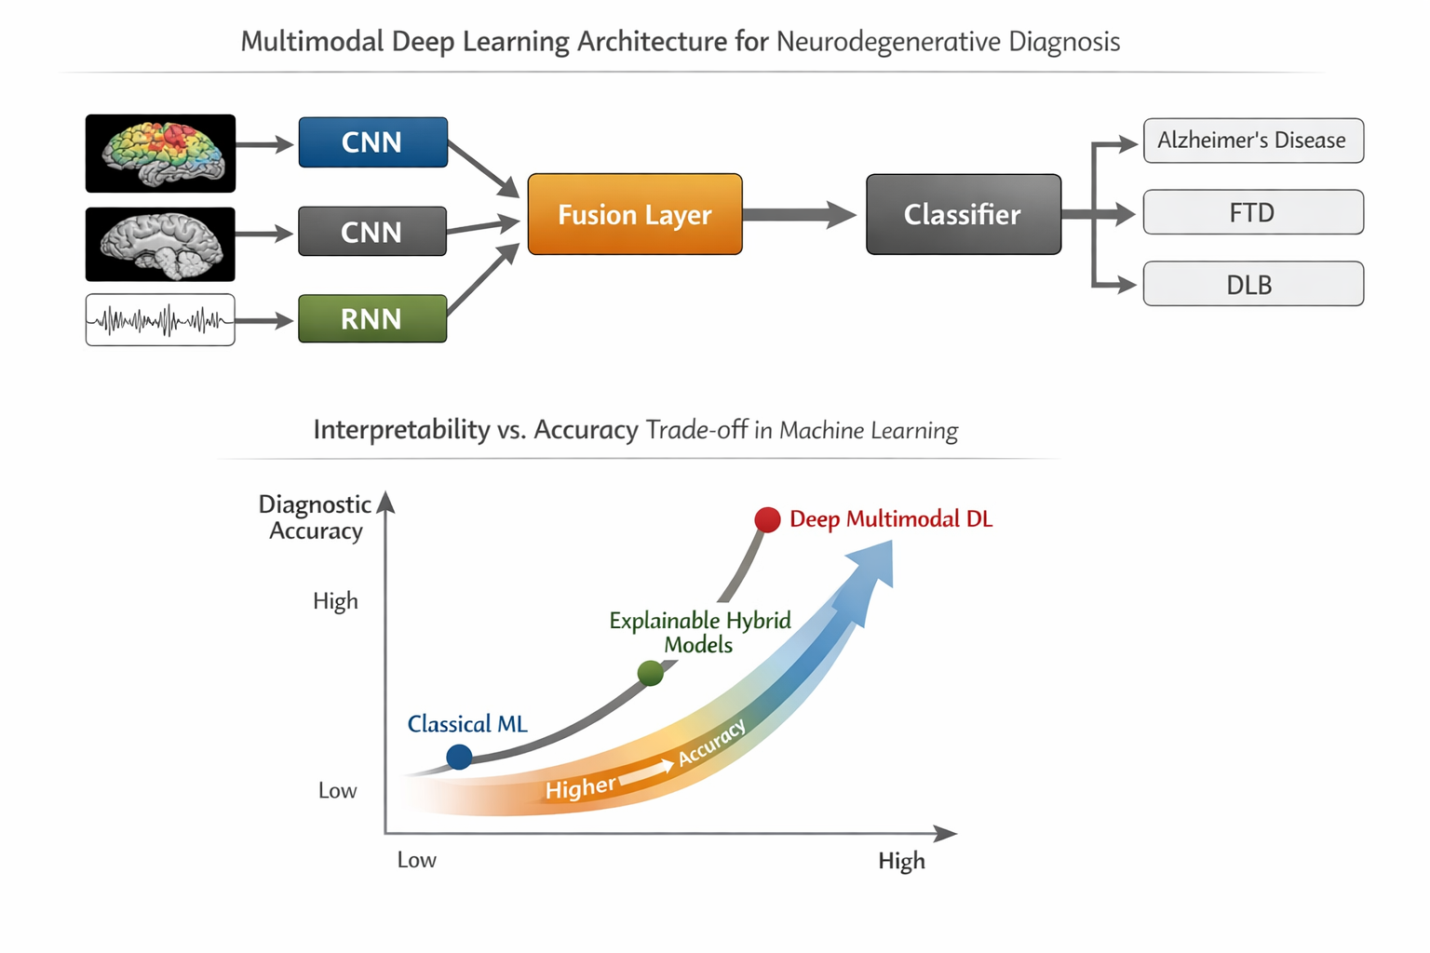 Multimodal Deep Learning Architecture for Neurodegenerative Diagnosis
CNN
CNN
RNN
Fusion Layer
Classifier
Alzheimer's Disease
FTD
DLB
Interpretability vs. Accuracy Trade-off in Machine Learning
Diagnostic
Accuracy
High
Low
Deep Multimodal DL
Explainable Hybrid
Models
Classical ML
Higher → Accuracy
Low
High